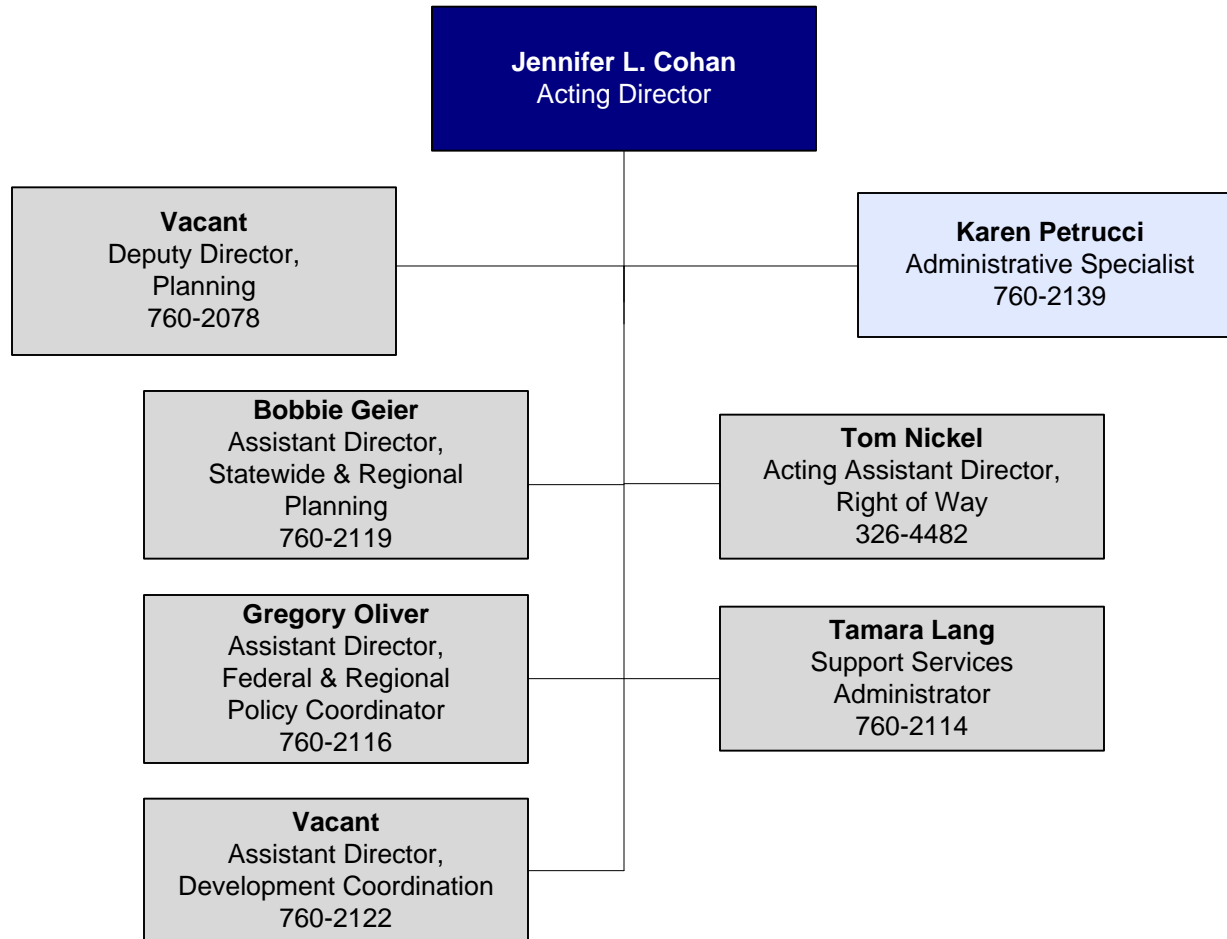 Jennifer L. Cohan
Acting Director
Vacant
Deputy Director,
Planning
760-2078
Karen Petrucci
Administrative Specialist
760-2139
Bobbie Geier
Assistant Director,
Statewide & Regional
Planning
760-2119
Tom Nickel
Acting Assistant Director,
Right of Way
326-4482
Gregory Oliver
Assistant Director,
Federal & Regional
Policy Coordinator
760-2116
Tamara Lang
Support Services
Administrator
760-2114
Vacant
Assistant Director,
Development Coordination
760-2122